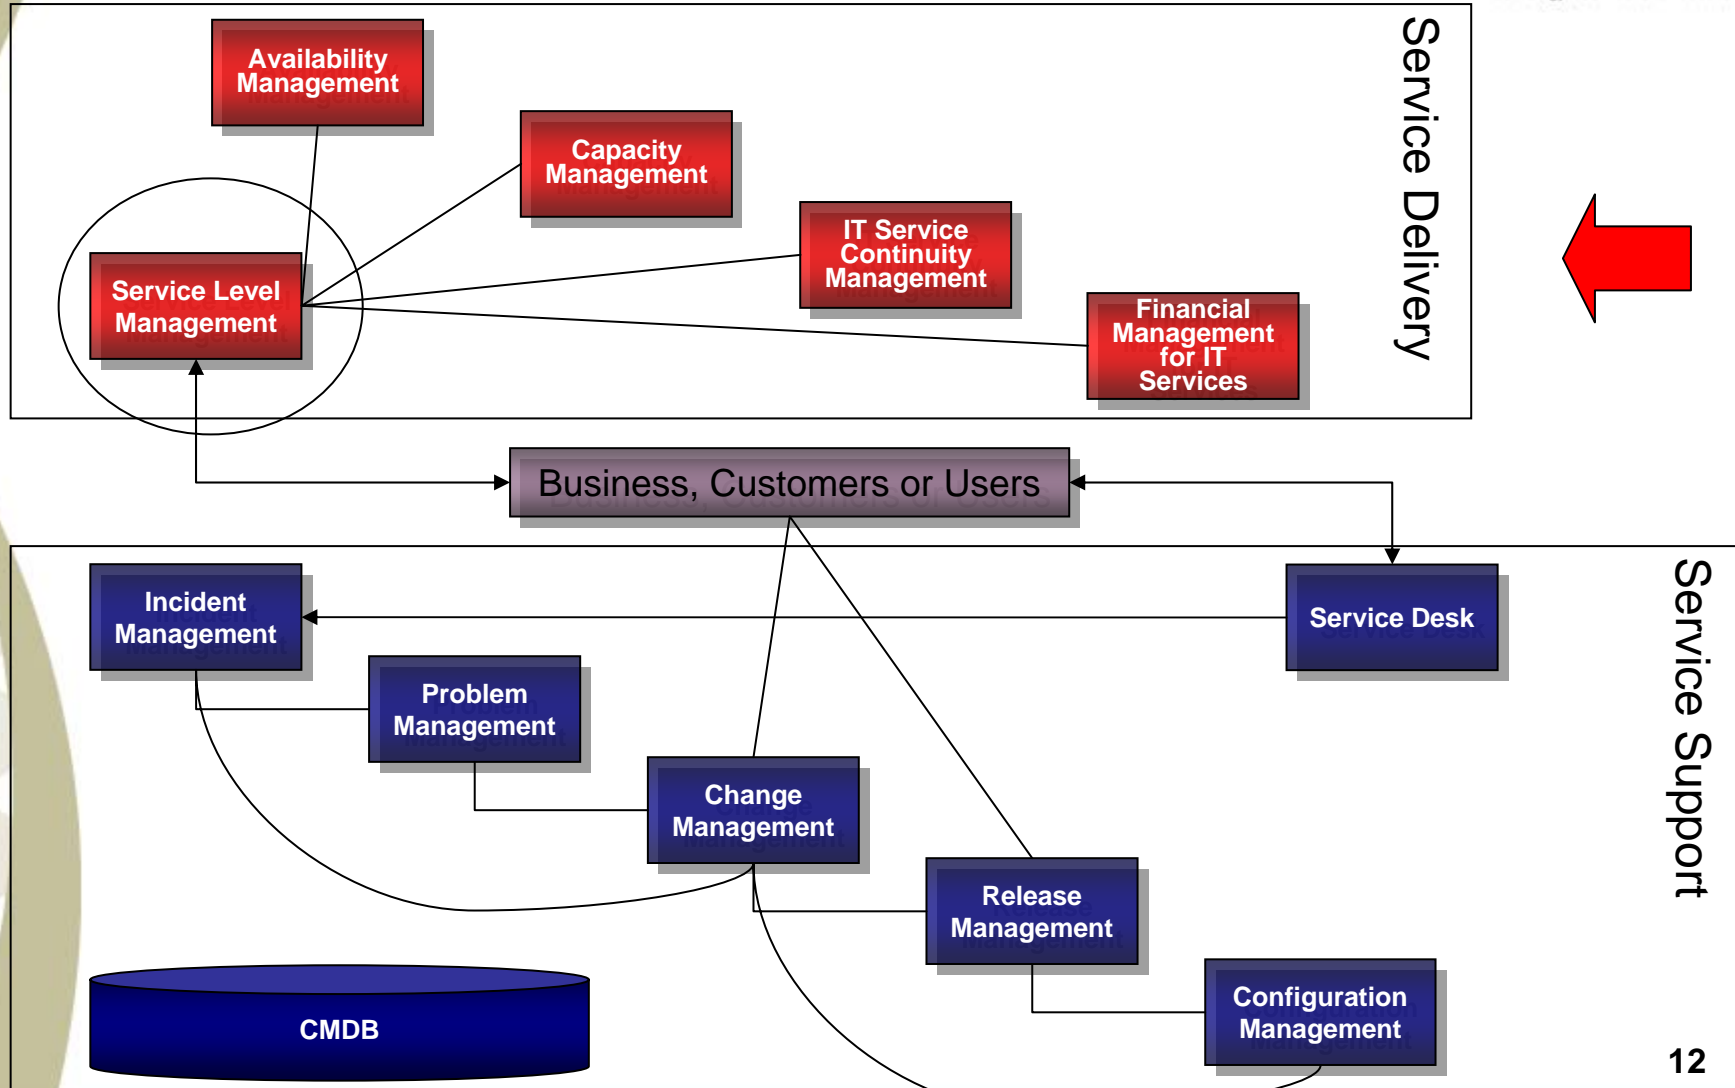 Service Delivery
Availability
Management
Capacity
Management
IT Service
Continuity
Management
Service Level
Management
Financial
Management
for IT
Services
Business, Customers or Users
Service Support
Incident
Management
Service Desk
Problem
Management
Change
Management
Release
Management
Configuration
Management
CMDB
12